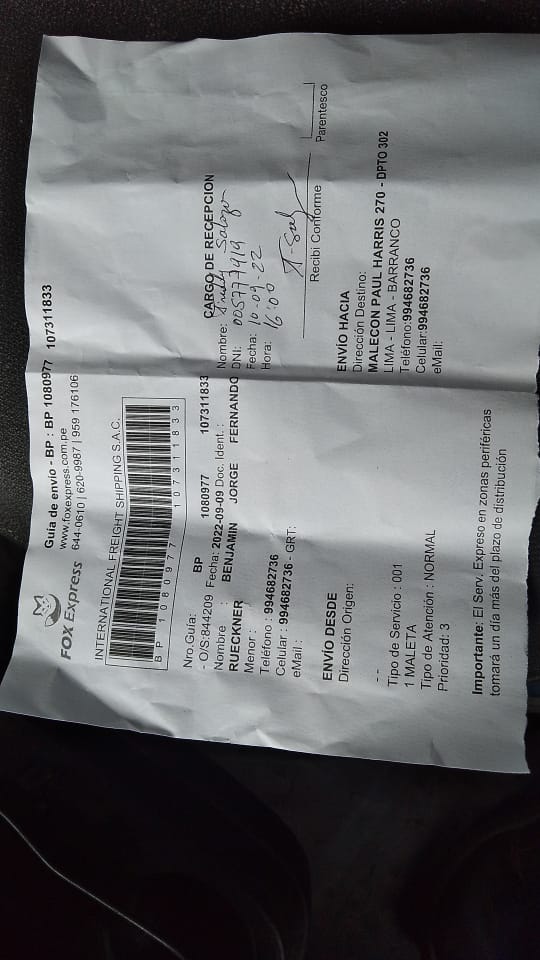 FOX Express
Guía de envío - BP : BP 1080977 107311833
www.foxexpress.com.pe
644-0610 | 620-9987 | 959 176106
INTERNATIONAL FREIGHT SHIPPING S.A.C.
B P 1 0 8 0 9 7 7 1 0 7 3 1 1 8 3 3
Nro.Guía: BP 1080977 107311833
- O/S:844209 Fecha: 2022-09-09 Doc. Ident.:
Nombre : BENJAMIN JORGE FERNANDO
RUECKNER
Menor :
Teléfono : 994682736
Celular : 994682736 - GRT:
eMail :
ENVÍO DESDE
Dirección Origen:
--
Tipo de Servicio : 001
1 MALETA
Tipo de Atención : NORMAL
Prioridad: 3
Importante: El Serv. Expreso en zonas periféricas
tomará un día más del plazo de distribución
CARGO DE RECEPCION
Nombre:
DNI:
Fecha: 10-09-22
Hora: 16:00
Recibi Conforme
Parentesco
ENVÍO HACIA
Dirección Destino:
MALECON PAUL HARRIS 270 - DPTO 302
LIMA - LIMA - BARRANCO
Teléfono:994682736
Celular:994682736
eMail: